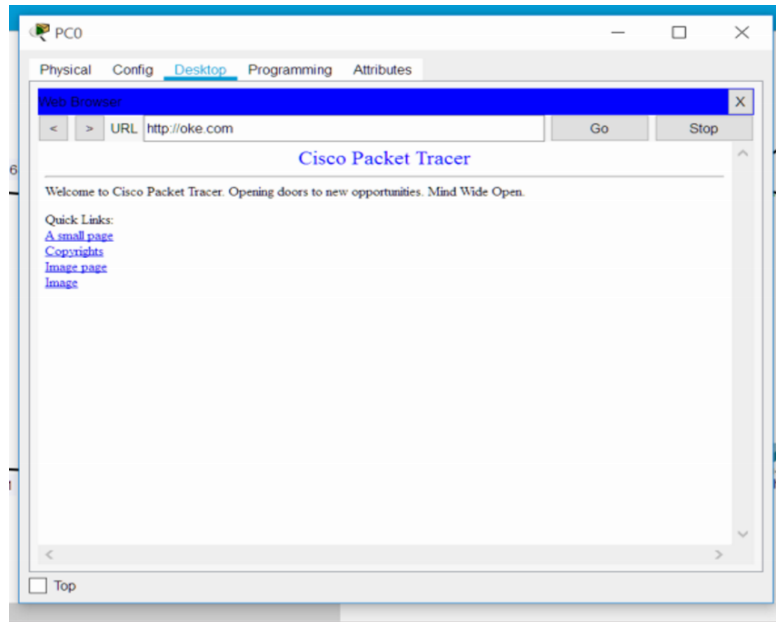 PC0
Physical Config Desktop Programming Attributes
Web Browser X
< > URL http://oke.com Go Stop
Cisco Packet Tracer
Welcome to Cisco Packet Tracer. Opening doors to new opportunities. Mind Wide Open.
Quick Links:
A small page
Copyrights
Image page
Image
Top
6